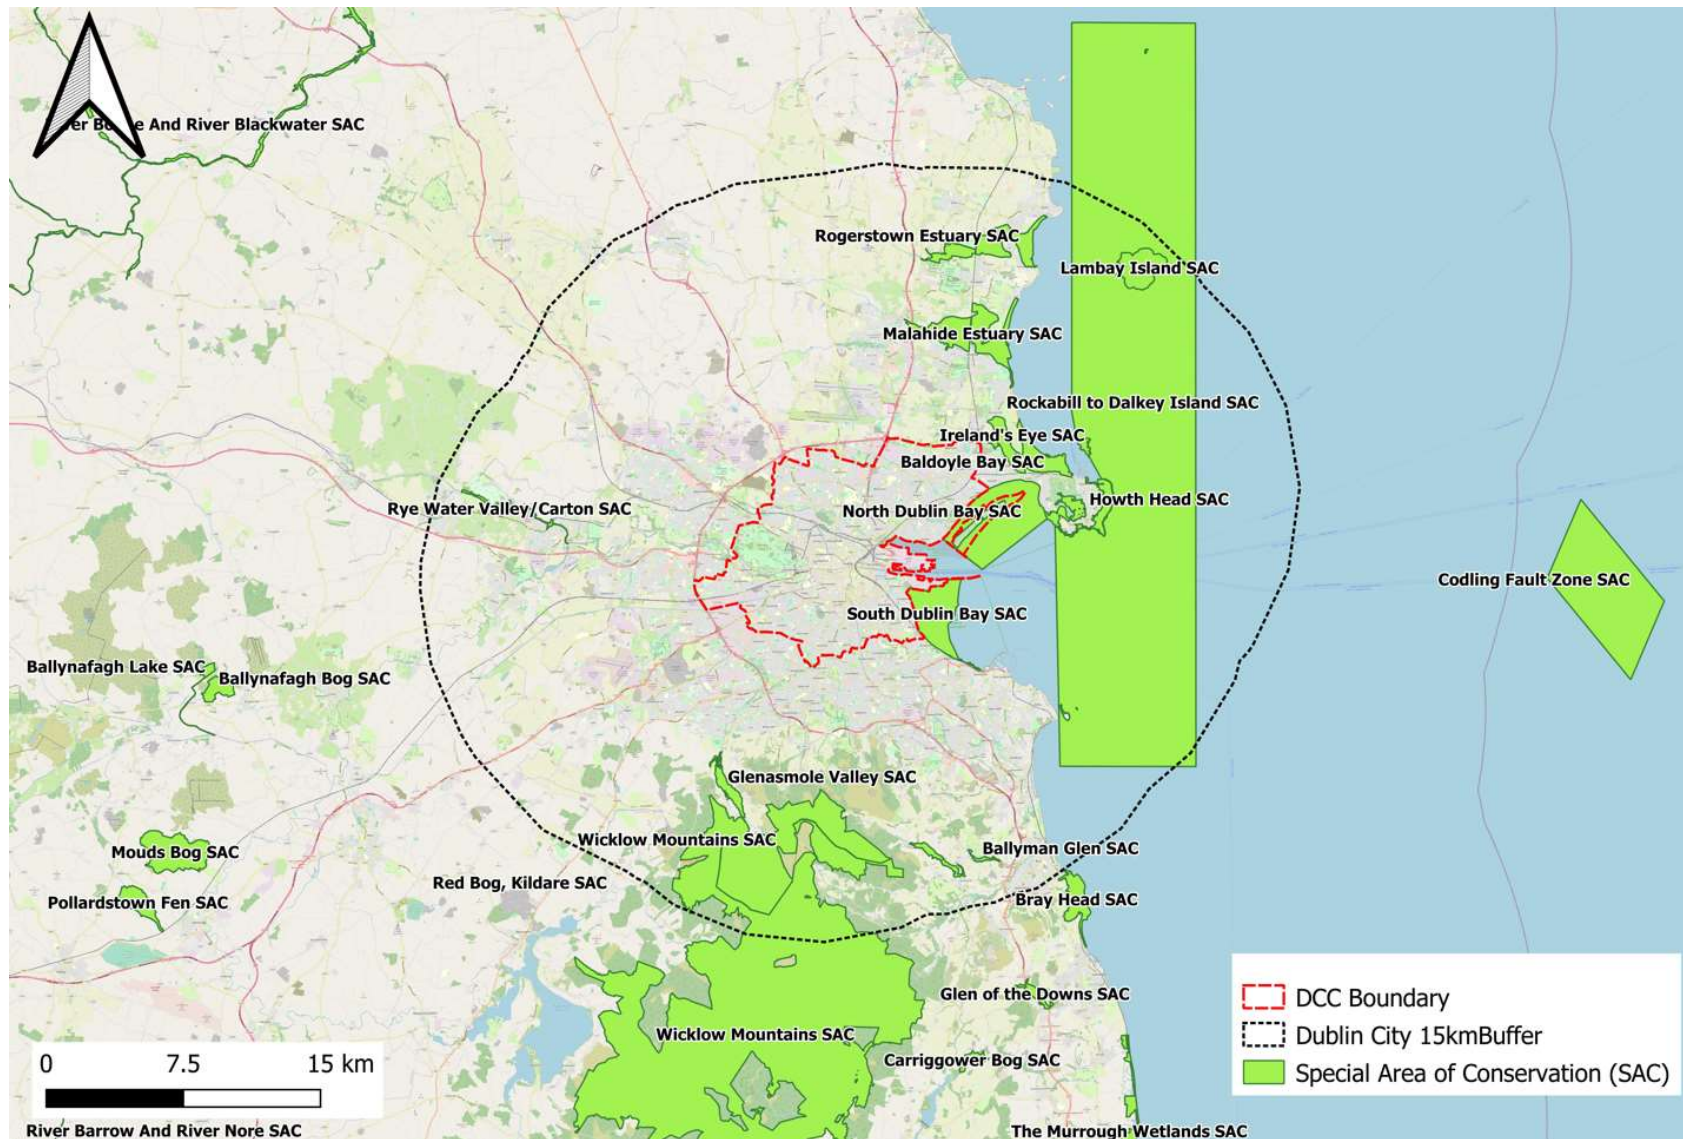 River Boyne And River Blackwater SAC
Rogerstown Estuary SAC
Lambay Island SAC
Malahide Estuary SAC
Rockabill to Dalkey Island SAC
Ireland's Eye SAC
Baldoyle Bay SAC
Howth Head SAC
Rye Water Valley/Carton SAC
North Dublin Bay SAC
Codling Fault Zone SAC
South Dublin Bay SAC
Ballynafagh Lake SAC
Ballynafagh Bog SAC
Glenasmole Valley SAC
Wicklow Mountains SAC
Ballyman Glen SAC
Mouds Bog SAC
Red Bog, Kildare SAC
Pollardstown Fen SAC
Bray Head SAC
Glen of the Downs SAC
Wicklow Mountains SAC
Carriggower Bog SAC
DCC Boundary
Dublin City 15kmBuffer
Special Area of Conservation (SAC)
0 7.5 15 km
River Barrow And River Nore SAC
The Murrough Wetlands SAC